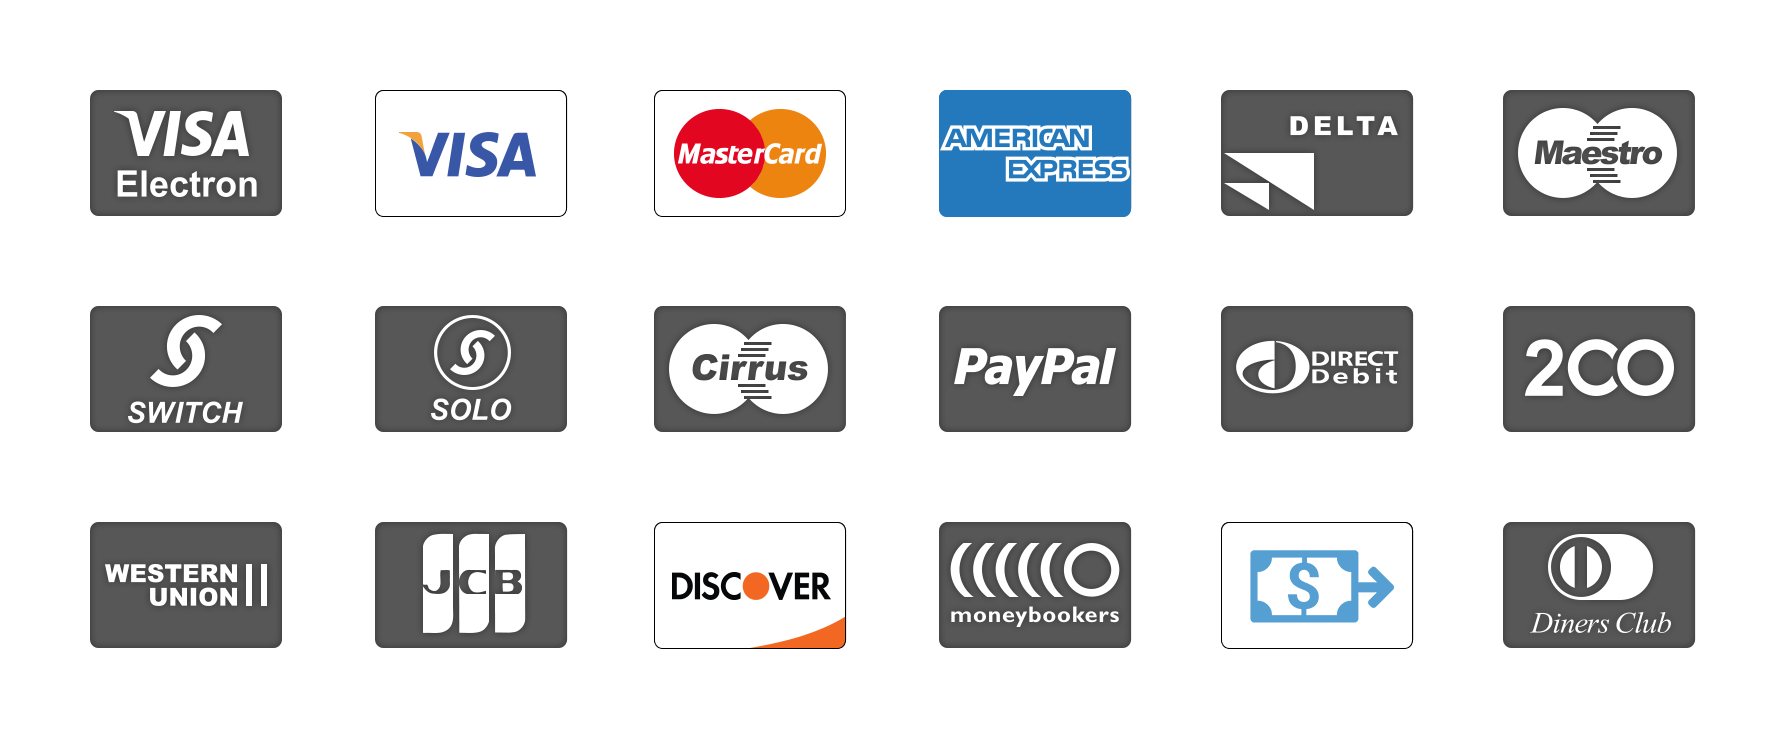 VISA
Electron
VISA
MasterCard
AMERICAN
EXPRESS
DELTA
Maestro
SWITCH
SOLO
Cirrus
PayPal
DIRECT
Debit
2CO
WESTERN
UNION
JCB
DISCOVER
moneybookers
$
Diners Club